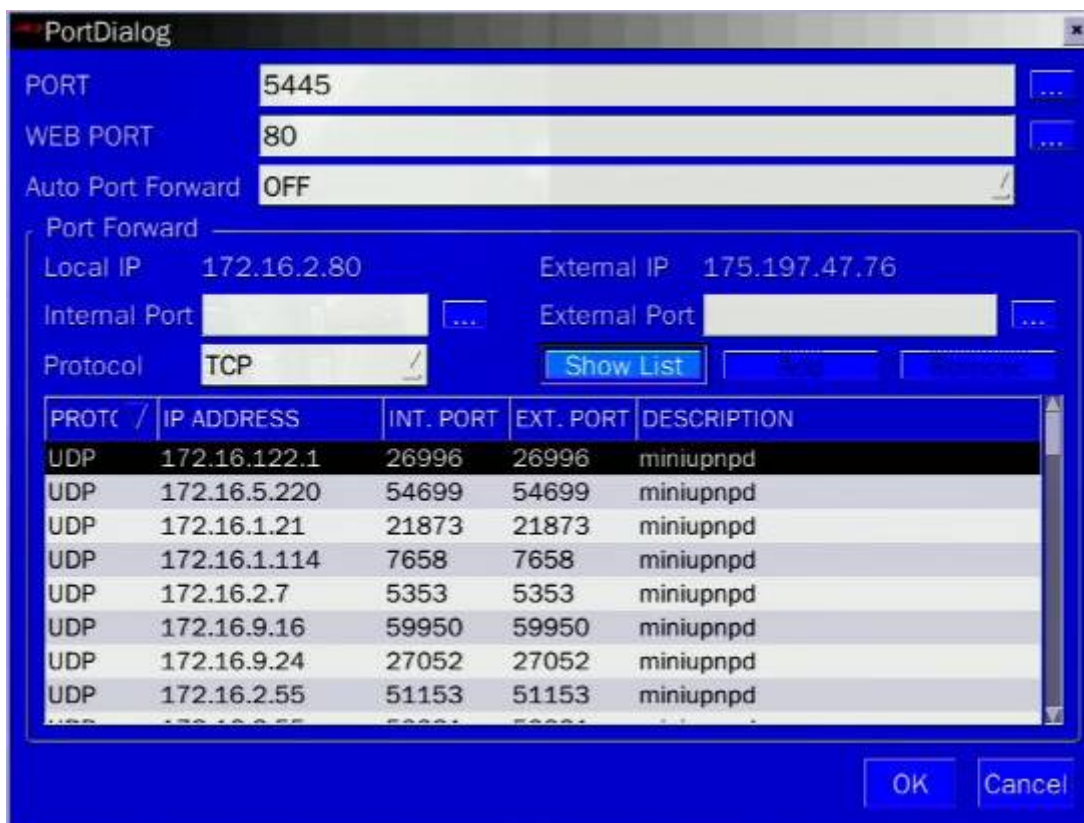 PortDialog
PORT 5445 ...
WEB PORT 80 ...
Auto Port Forward OFF
Port Forward
Local IP 172.16.2.80 External IP 175.197.47.76
Internal Port ... External Port ...
Protocol TCP Show List Add Remove
PROTO IP ADDRESS INT. PORT EXT. PORT DESCRIPTION
UDP 172.16.122.1 26996 26996 miniupnpd
UDP 172.16.5.220 54699 54699 miniupnpd
UDP 172.16.1.21 21873 21873 miniupnpd
UDP 172.16.1.114 7658 7658 miniupnpd
UDP 172.16.2.7 5353 5353 miniupnpd
UDP 172.16.9.16 59950 59950 miniupnpd
UDP 172.16.9.24 27052 27052 miniupnpd
UDP 172.16.2.55 51153 51153 miniupnpd
OK Cancel